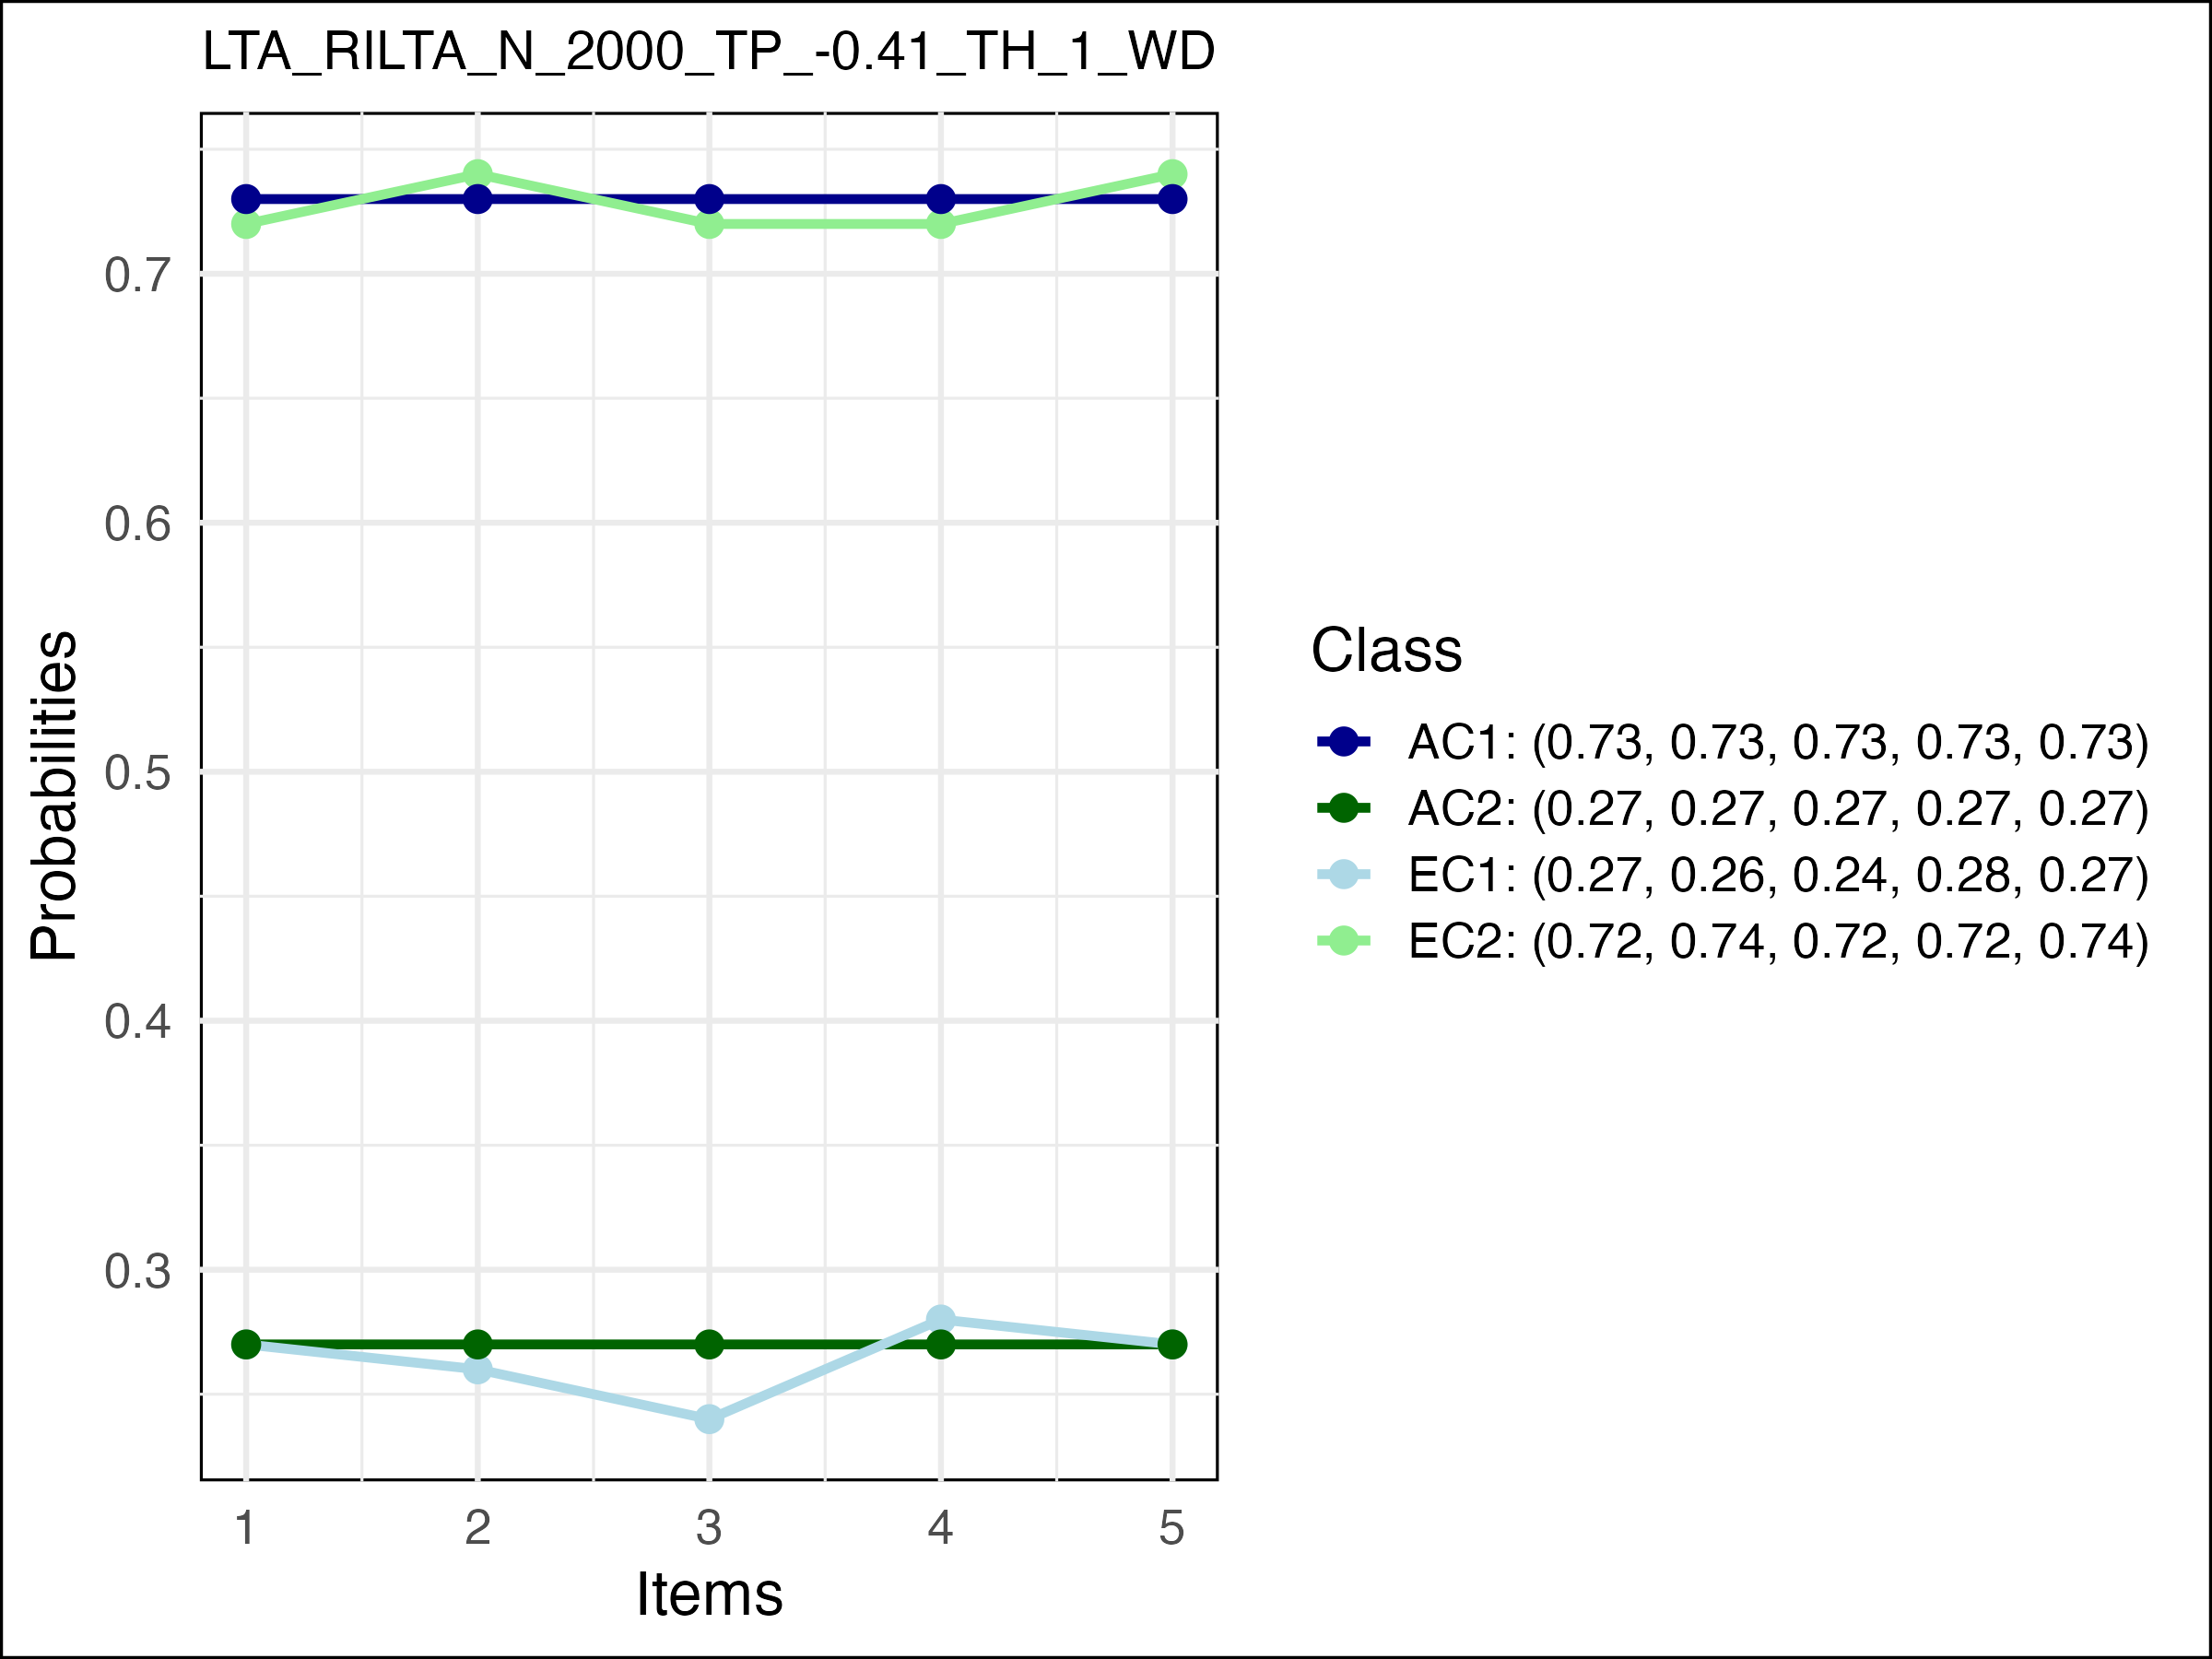 LTA_RILTA_N_2000_TP_-0.41_TH_1_WD
Probabilities
0.7
0.6
0.5
0.4
0.3
1 2 3 4 5
Items
Class
AC1: (0.73, 0.73, 0.73, 0.73, 0.73)
AC2: (0.27, 0.27, 0.27, 0.27, 0.27)
EC1: (0.27, 0.26, 0.24, 0.28, 0.27)
EC2: (0.72, 0.74, 0.72, 0.72, 0.74)